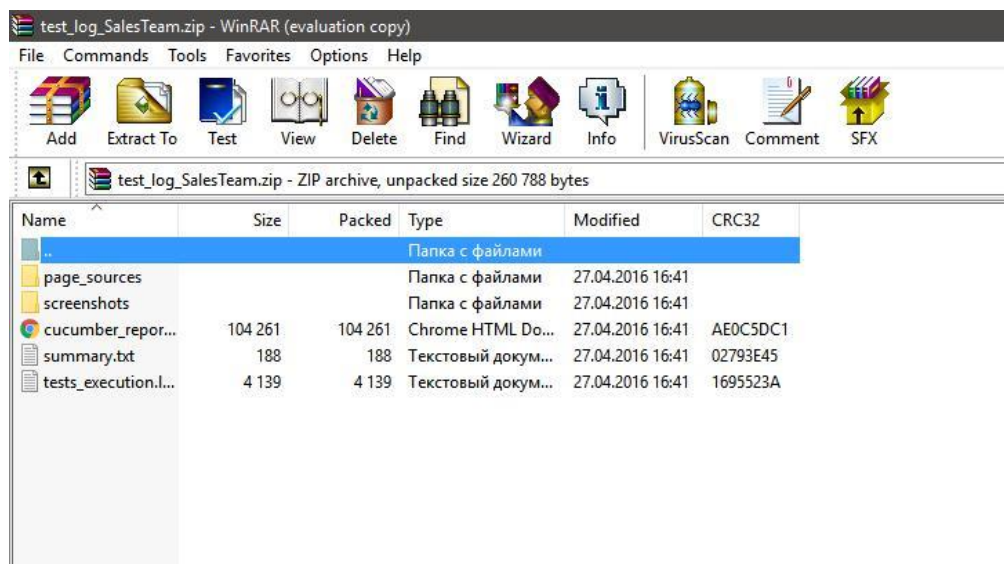 test_log_SalesTeam.zip - WinRAR (evaluation copy)
File Commands Tools Favorites Options Help
Add Extract To Test View Delete Find Wizard Info VirusScan Comment SFX
test_log_SalesTeam.zip - ZIP archive, unpacked size 260 788 bytes
Name Size Packed Type Modified CRC32
.. Папка с файлами
page_sources Папка с файлами 27.04.2016 16:41
screenshots Папка с файлами 27.04.2016 16:41
cucumber_repor... 104 261 104 261 Chrome HTML Do... 27.04.2016 16:41 AE0C5DC1
summary.txt 188 188 Текстовый докум... 27.04.2016 16:41 02793E45
tests_execution.l... 4 139 4 139 Текстовый докум... 27.04.2016 16:41 1695523A